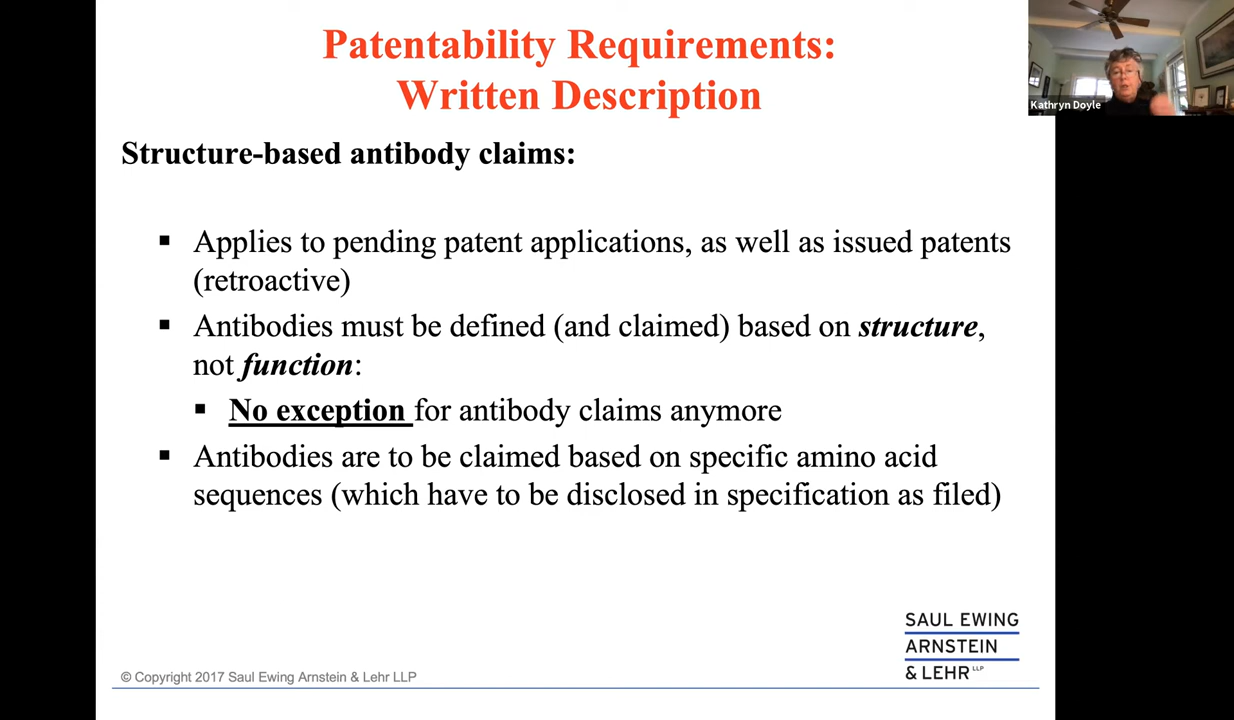 Patentability Requirements:
Written Description
Kathryn Doyle
Structure-based antibody claims:
▪ Applies to pending patent applications, as well as issued patents
(retroactive)
▪ Antibodies must be defined (and claimed) based on structure,
not function:
▪ No exception for antibody claims anymore
▪ Antibodies are to be claimed based on specific amino acid
sequences (which have to be disclosed in specification as filed)
SAUL EWING
ARNSTEIN
& LEHR LLP
© Copyright 2017 Saul Ewing Arnstein & Lehr LLP